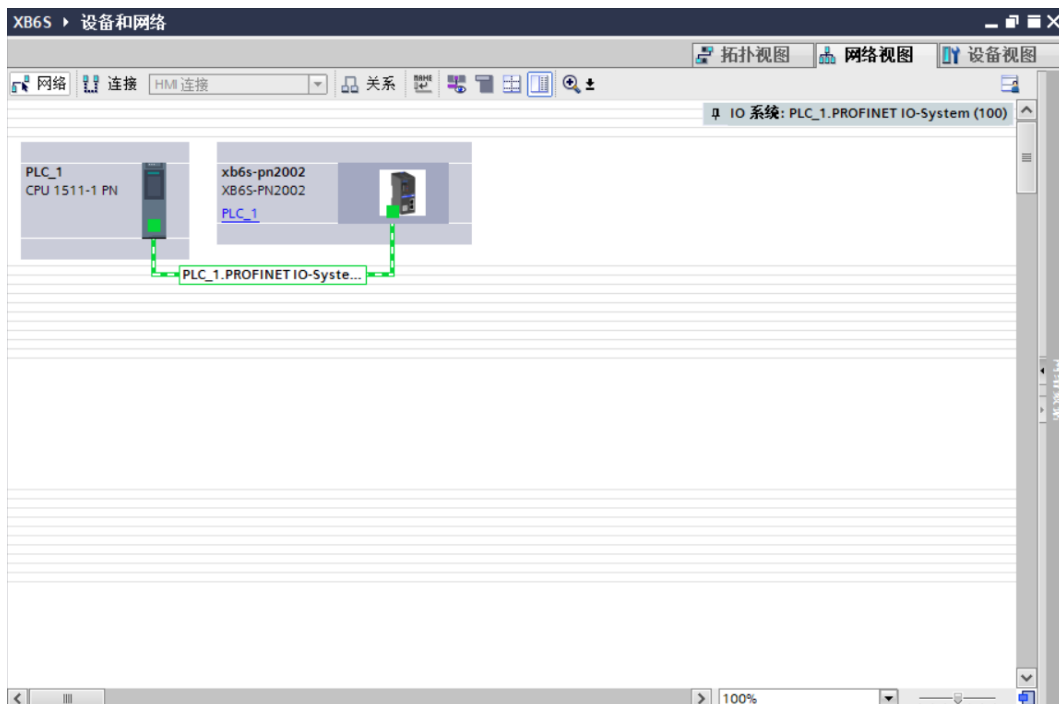 XB6S ▸ 设备和网络
拓扑视图 网络视图 设备视图
网络 连接 HMI 连接 关系
IO 系统: PLC_1.PROFINET IO-System (100)
PLC_1
CPU 1511-1 PN
xb6s-pn2002
XB6S-PN2002
PLC_1
PLC_1.PROFINET IO-Syste...
100%